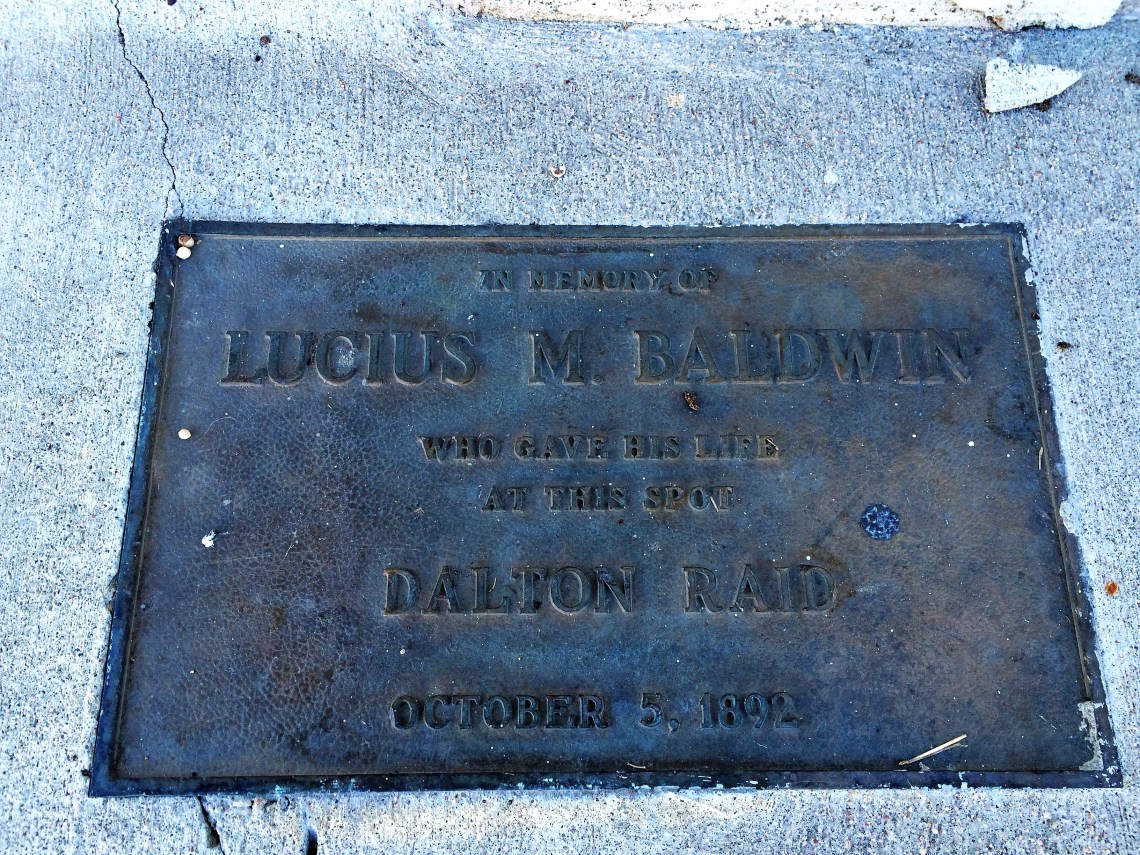 IN MEMORY OF
LUCIUS M. BALDWIN
WHO GAVE HIS LIFE
AT THIS SPOT
DALTON RAID
OCTOBER 5, 1892